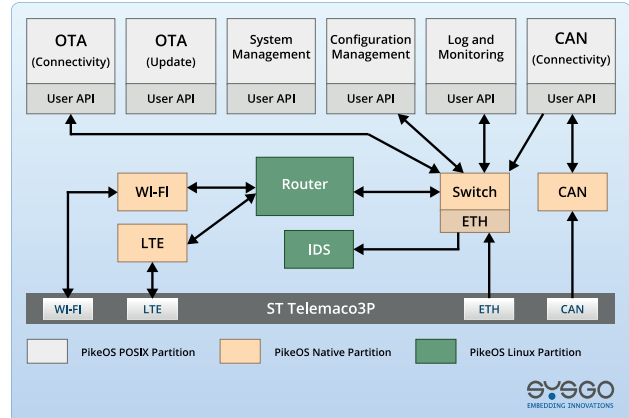 OTA
(Connectivity)
User API
OTA
(Update)
User API
System
Management
User API
Configuration
Management
User API
Log and
Monitoring
User API
CAN
(Connectivity)
User API
WI-FI
Router
Switch
ETH
CAN
LTE
IDS
ST Telemaco3P
WI-FI
LTE
ETH
CAN
PikeOS POSIX Partition
PikeOS Native Partition
PikeOS Linux Partition
SYSGO
EMBEDDING INNOVATIONS